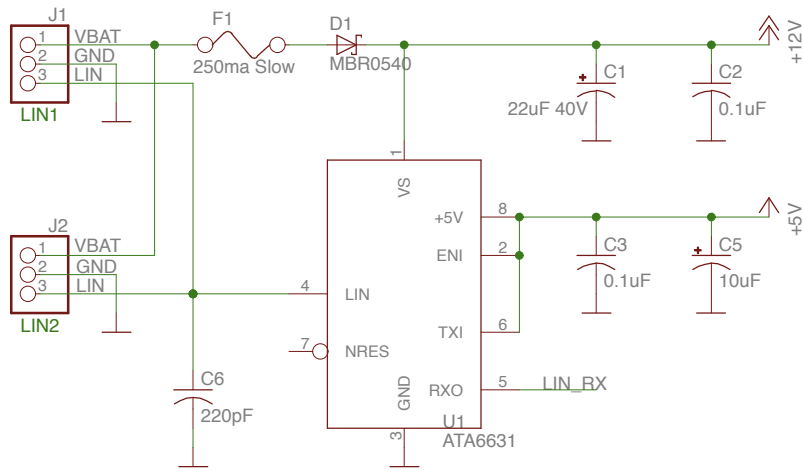 J1
1 VBAT
2 GND
3 LIN
LIN1
F1
250ma Slow
D1
MBR0540
+12V
C1
22uF 40V
C2
0.1uF
J2
1 VBAT
2 GND
3 LIN
LIN2
1
VS
+5V 8
ENI 2
TXI 6
RXO 5 LIN_RX
4 LIN
7 NRES
GND
3
U1
ATA6631
C3
0.1uF
C5
10uF
+5V
C6
220pF